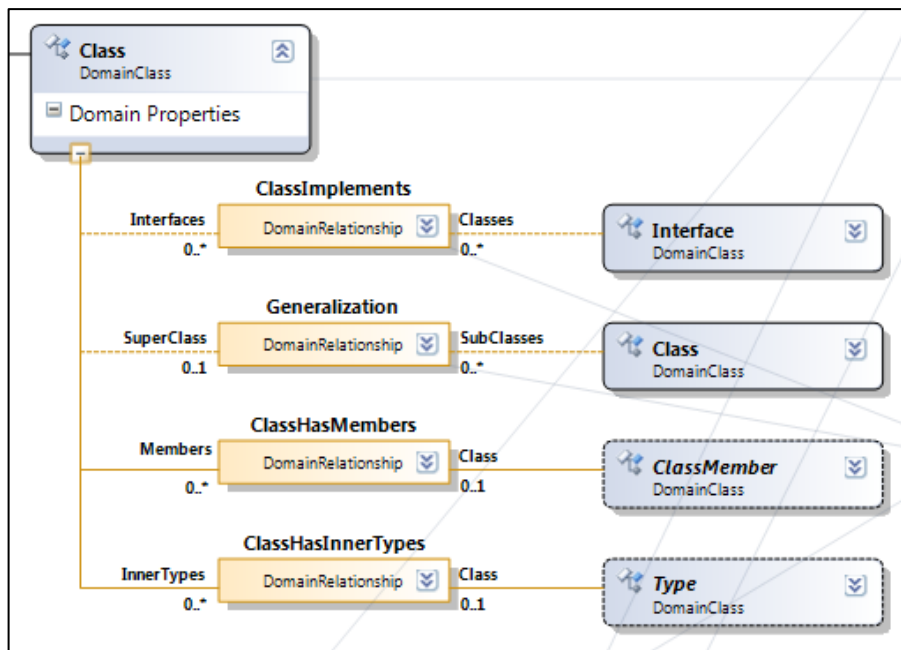 Class
DomainClass
Domain Properties
ClassImplements
Interfaces DomainRelationship Classes Interface
0..* 0..* DomainClass
Generalization
SuperClass DomainRelationship SubClasses Class
0..1 0..* DomainClass
ClassHasMembers
Members DomainRelationship Class ClassMember
0..* 0..1 DomainClass
ClassHasInnerTypes
InnerTypes DomainRelationship Class Type
0..* 0..1 DomainClass